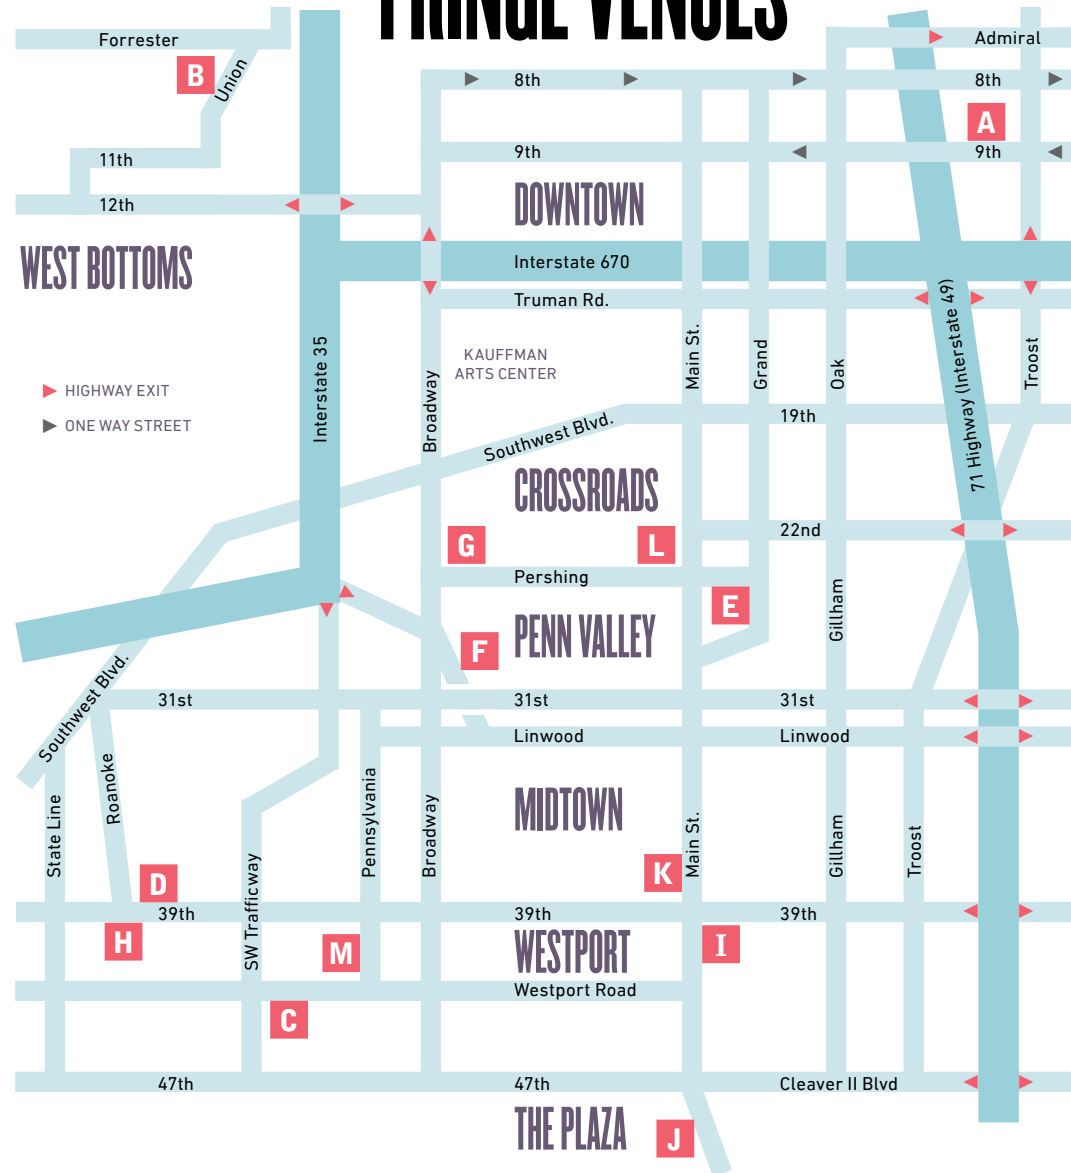 FRINGE VENUES
Forrester
Admiral
B
Union
8th
8th
A
11th
9th
9th
12th
DOWNTOWN
WEST BOTTOMS
Interstate 670
Truman Rd.
71 Highway (Interstate 49)
KAUFFMAN
ARTS CENTER
Interstate 35
Broadway
Main St.
Grand
Oak
Troost
HIGHWAY EXIT
ONE WAY STREET
Southwest Blvd.
19th
CROSSROADS
22nd
G
L
Pershing
E
Gillham
F
PENN VALLEY
Southwest Blvd.
31st
31st
31st
Linwood
Linwood
State Line
Roanoke
Pennsylvania
Broadway
MIDTOWN
Main St.
Gillham
Troost
SW Trafficway
K
D
39th
39th
39th
H
M
WESTPORT
I
Westport Road
C
47th
47th
Cleaver II Blvd
THE PLAZA
J